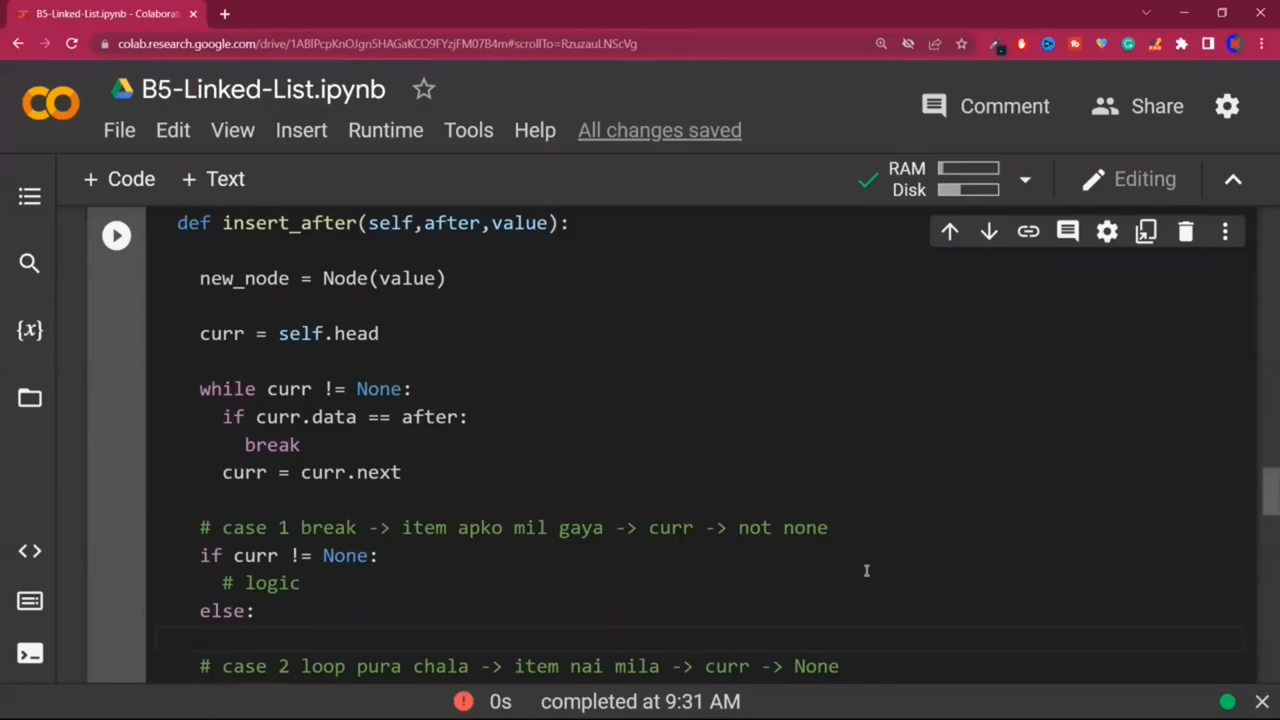 B5-Linked-List.ipynb - Colaborat
colab.research.google.com/drive/1ABlPcpKnOJgn5HAGaKCO9FYzjFM07B4m#scrollTo=RzuzauLNScVg
B5-Linked-List.ipynb
Comment
Share
File Edit View Insert Runtime Tools Help All changes saved
+ Code + Text
RAM
Disk
Editing
def insert_after(self,after,value):
new_node = Node(value)
curr = self.head
while curr != None:
if curr.data == after:
break
curr = curr.next
# case 1 break -> item apko mil gaya -> curr -> not none
if curr != None:
# logic
else:
# case 2 loop pura chala -> item nai mila -> curr -> None
0s completed at 9:31 AM